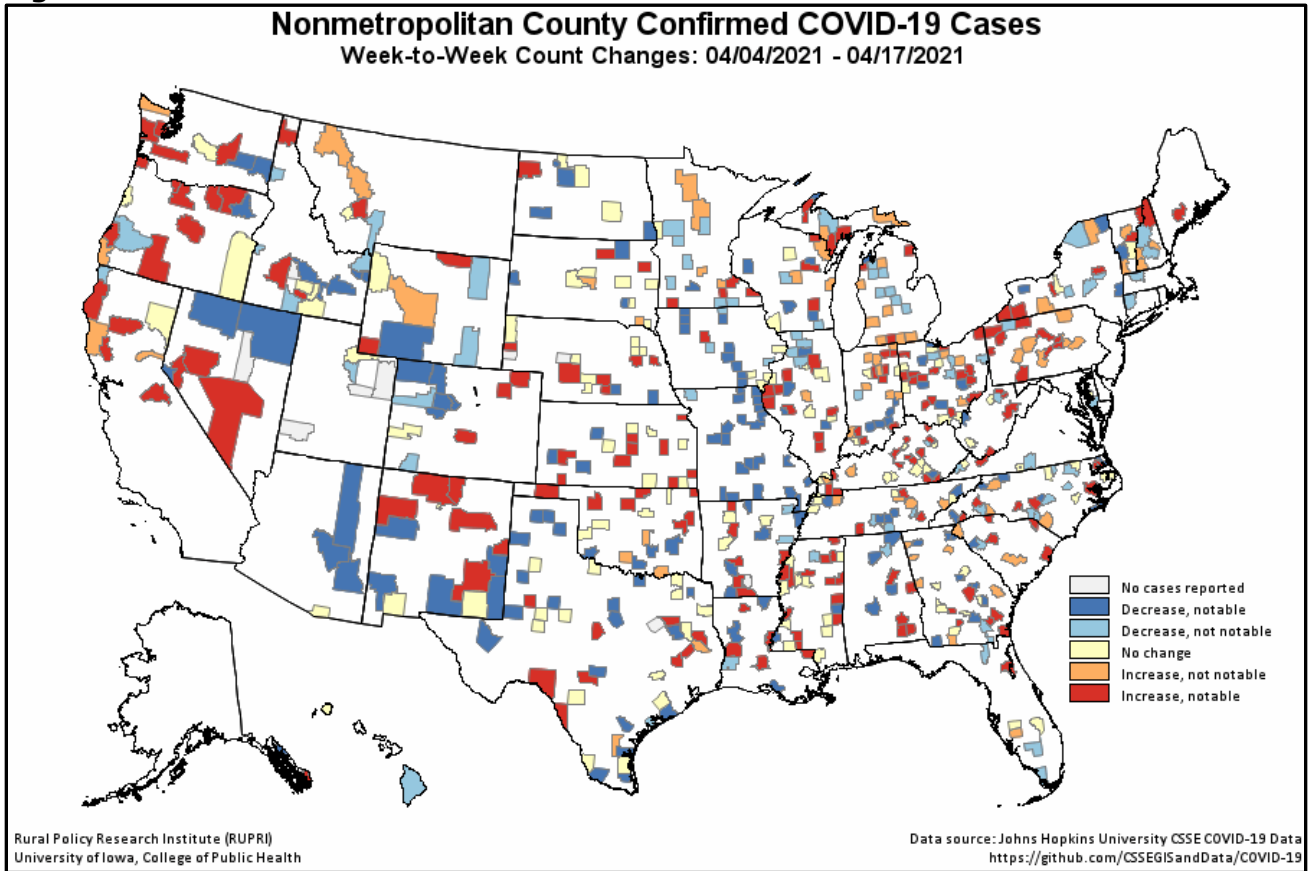 Nonmetropolitan County Confirmed COVID-19 Cases
Week-to-Week Count Changes: 04/04/2021 - 04/17/2021
No cases reported
Decrease, notable
Decrease, not notable
No change
Increase, not notable
Increase, notable
Rural Policy Research Institute (RUPRI)
University of Iowa, College of Public Health
Data source: Johns Hopkins University CSSE COVID-19 Data
https://github.com/CSSEGISandData/COVID-19